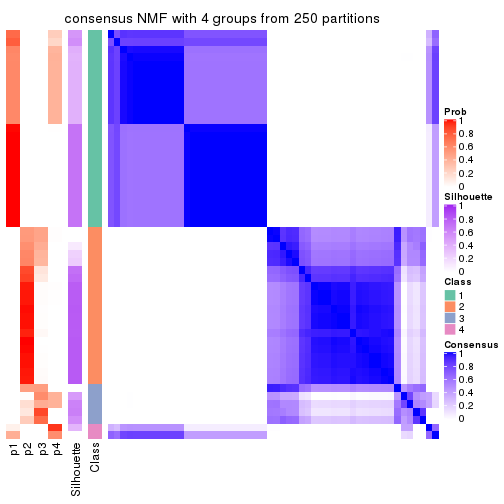 consensus NMF with 4 groups from 250 partitions
Prob
1
0.8
0.6
0.4
0.2
0
Silhouette
1
0.8
0.6
0.4
0.2
0
Class
1
2
3
4
Consensus
1
0.8
0.6
0.4
0.2
0
p1
p2
p3
p4
Silhouette
Class